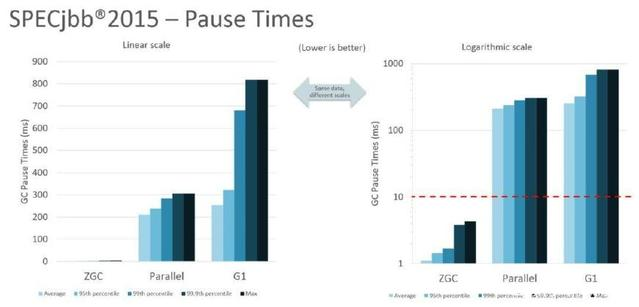 SPECjbb®2015 – Pause Times
Linear scale
(Lower is better)
Logarithmic scale
Same data,
different scales
GC Pause Times (ms)
900
800
700
600
500
400
300
200
100
0
ZGC
Parallel
G1
Average
95th percentile
99th percentile
99.9th percentile
Max
GC Pause Times (ms)
1000
100
10
1
ZGC
Parallel
G1
Average
95th percentile
99th percentile
99.9th percentile
Max